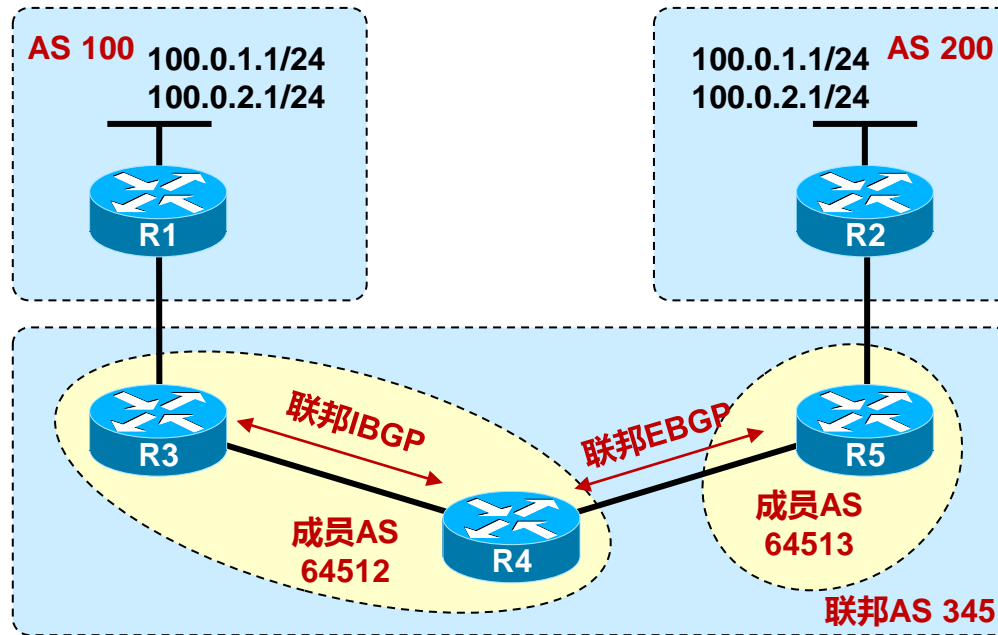 AS 100
100.0.1.1/24
100.0.2.1/24
R1
100.0.1.1/24
AS 200
100.0.2.1/24
R2
R3
联邦IBGP
R4
联邦EBGP
R5
成员AS
64512
成员AS
64513
联邦AS 345